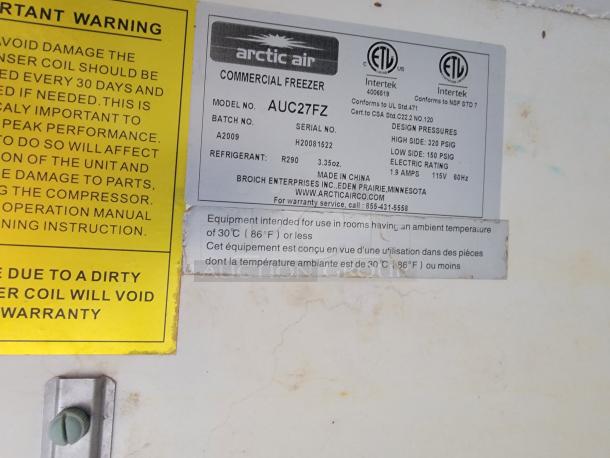 RTANT WARNING
AVOID DAMAGE THE
NSER COIL SHOULD BE
ED EVERY 30 DAYS AND
ED IF NEEDED.THIS IS
CALY IMPORTANT TO
PEAK PERFORMANCE.
TO DO SO WILL AFFECT
ON OF THE UNIT AND
E DAMAGE TO PARTS,
G THE COMPRESSOR.
OPERATION MANUAL
NING INSTRUCTION.
E DUE TO A DIRTY
ER COIL WILL VOID
WARRANTY
arctic air
COMMERCIAL FREEZER
ETL
C US
Intertek
4006519
Conforms to UL Std.471
Cert.to CSA Std.C22.2 NO.120
ETL
Intertek
Conforms to NSF STD 7
MODEL NO. AUC27FZ
BATCH NO. SERIAL NO.
A2009 H20081522
REFRIGERANT: R290 3.35oz.
DESIGN PRESSURES
HIGH SIDE: 320 PSIG
LOW SIDE: 150 PSIG
ELECTRIC RATING
1.9 AMPS 115V 60Hz
MADE IN CHINA
BROICH ENTERPRISES INC.,EDEN PRAIRIE,MINNESOTA
WWW.ARCTICAIRCO.COM
For warranty service, call : 855-431-5558
Equipment intended for use in rooms having an ambient temperature
of 30°C ( 86°F ) or less
Cet équipement est conçu en vue d'une utilisation dans des pièces
dont la température ambiante est de 30°C ( 86°F ) ou moins
AUCTION GROUP